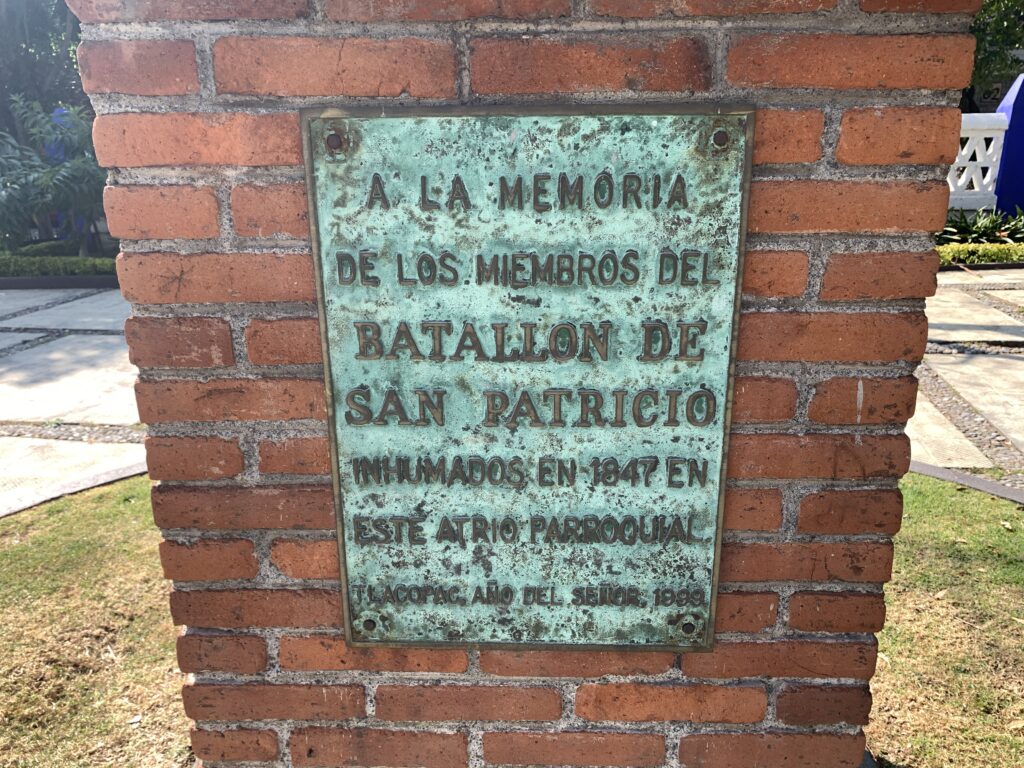 A LA MEMORIA
DE LOS MIEMBROS DEL
BATALLON DE
SAN PATRICIO
INHUMADOS EN 1847 EN
ESTE ATRIO PARROQUIAL
TLACOPAC, AÑO DEL SEÑOR, 1999